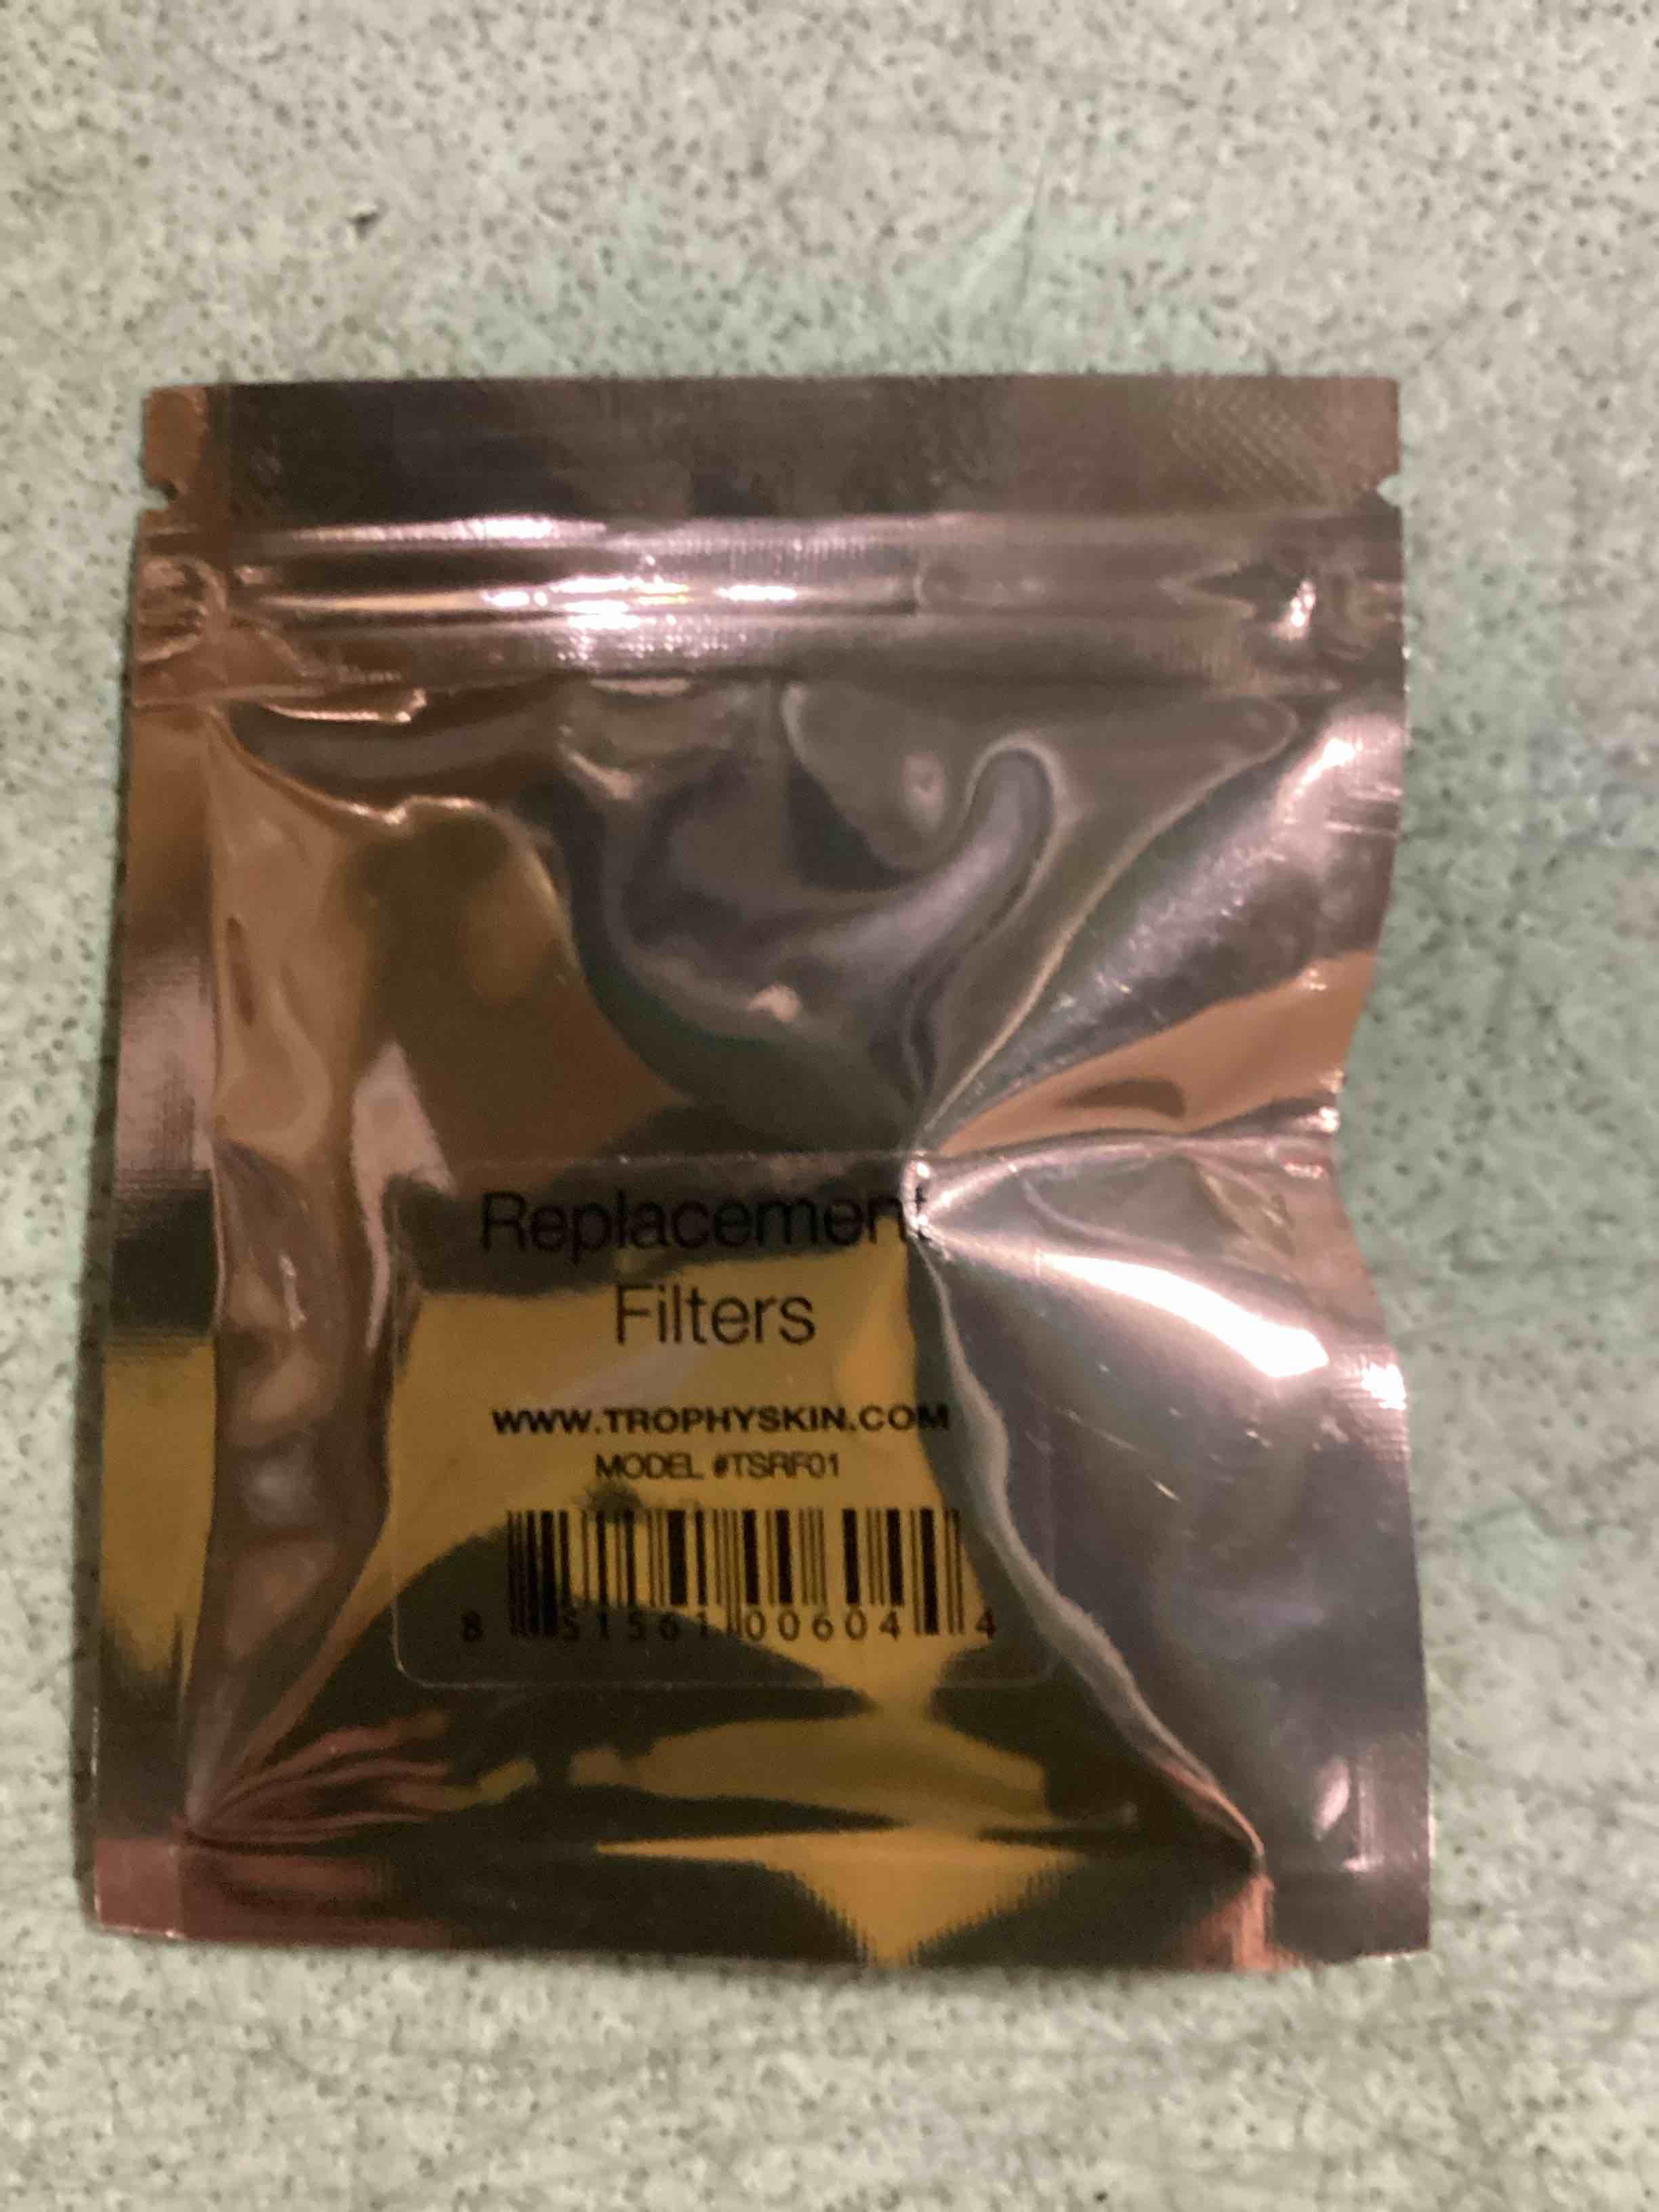 Replacement
Filters
WWW.TROPHYSKIN.COM
MODEL #TSRF01
8 51561 00604 4